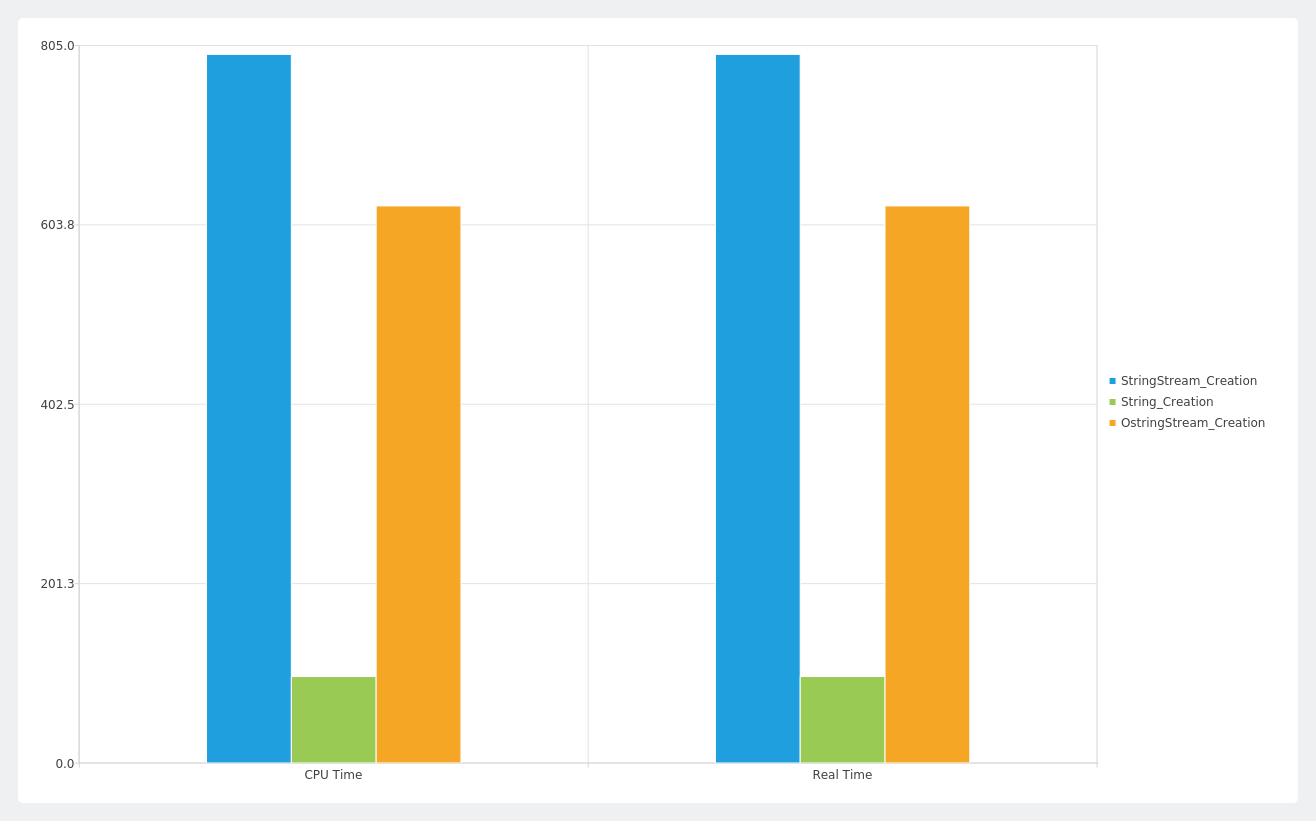 805.0
603.8
402.5
201.3
0.0
CPU Time
Real Time
StringStream_Creation
String_Creation
OstringStream_Creation